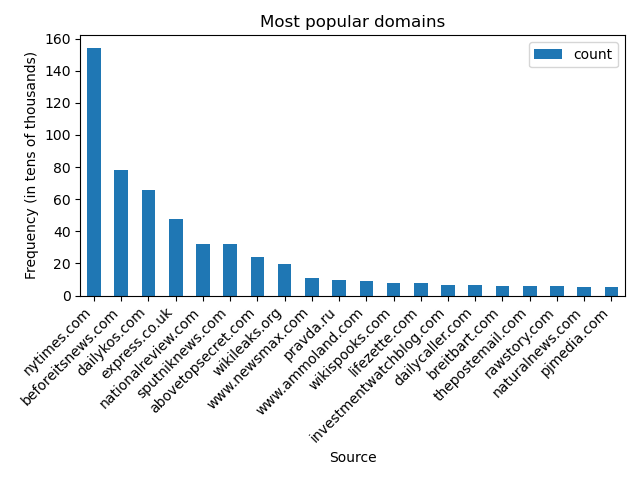 Most popular domains
count
Frequency (in tens of thousands)
160
140
120
100
80
60
40
20
0
nytimes.com
beforeitsnews.com
dailykos.com
express.co.uk
nationalreview.com
sputniknews.com
abovetopsecret.com
wikileaks.org
www.newsmax.com
pravda.ru
www.ammoland.com
wikispooks.com
lifezette.com
investmentwatchblog.com
dailycaller.com
breitbart.com
thepostemail.com
rawstory.com
naturalnews.com
pjmedia.com
Source